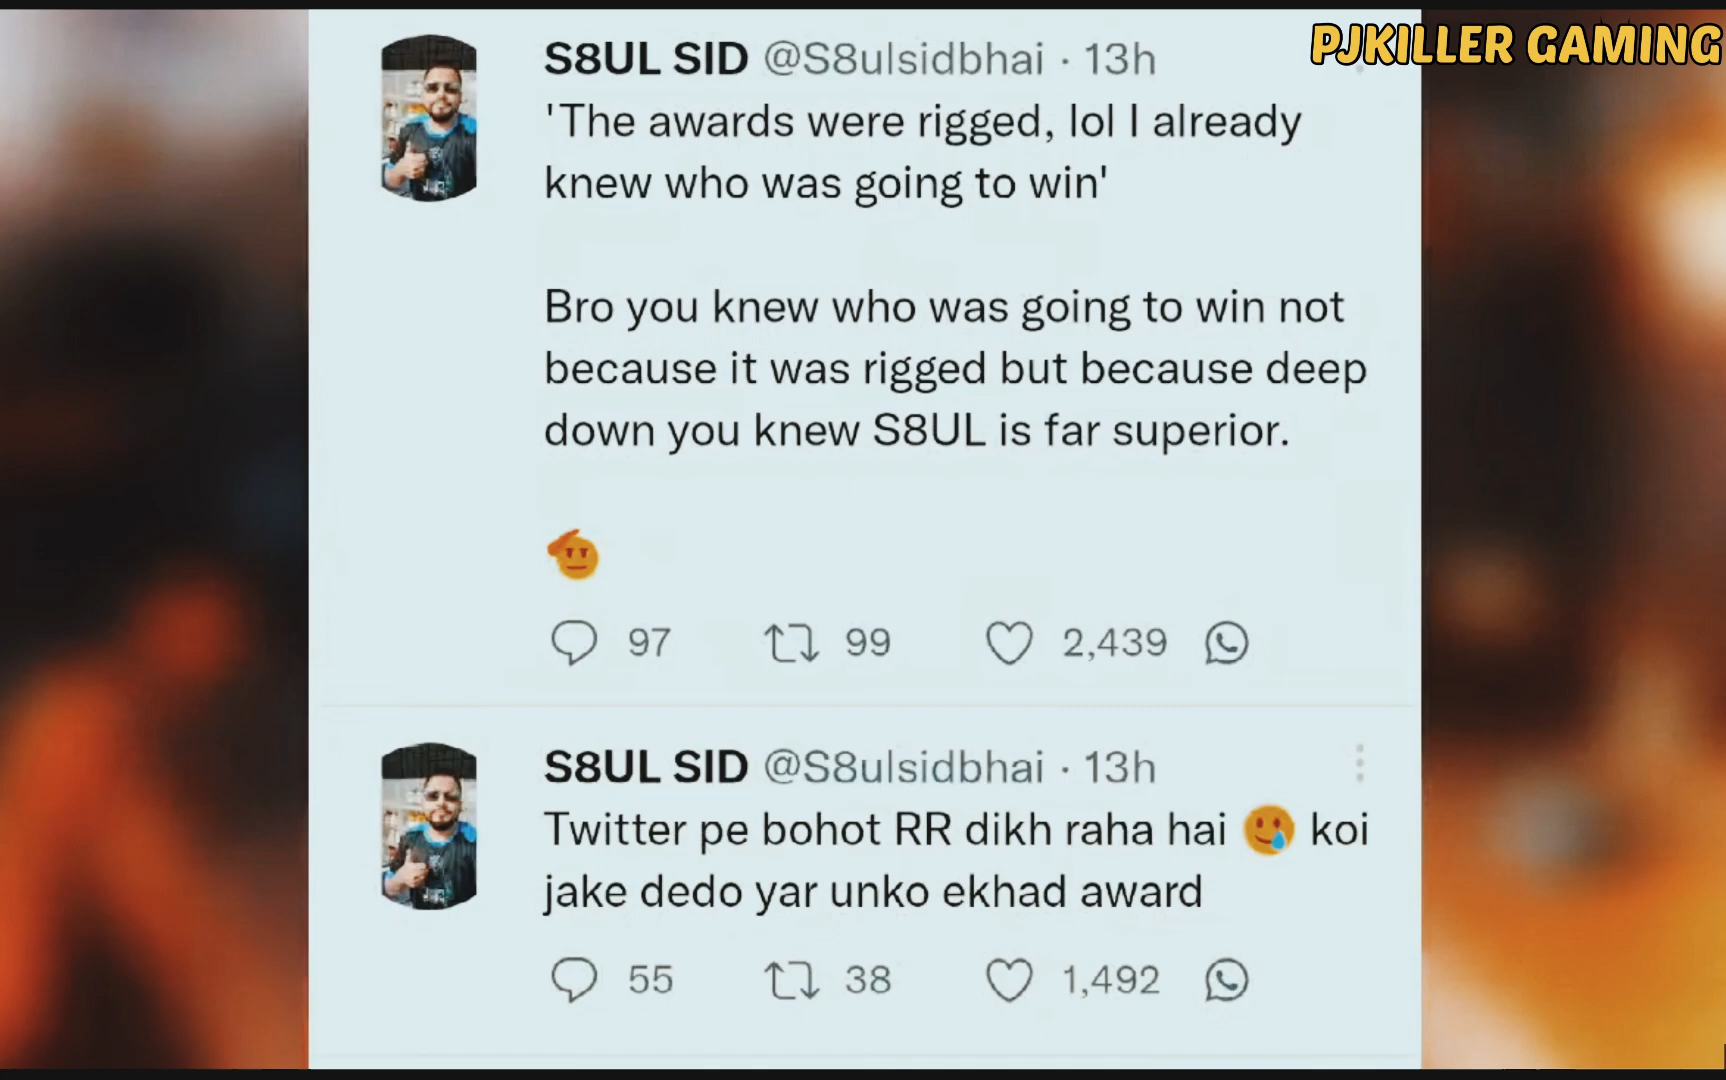 PJKILLER GAMING
S8UL SID @S8ulsidbhai · 13h
'The awards were rigged, lol I already
knew who was going to win'
Bro you knew who was going to win not
because it was rigged but because deep
down you knew S8UL is far superior.
🫡
97 99 2,439
S8UL SID @S8ulsidbhai · 13h
Twitter pe bohot RR dikh raha hai 🥲 koi
jake dedo yar unko ekhad award
55 38 1,492